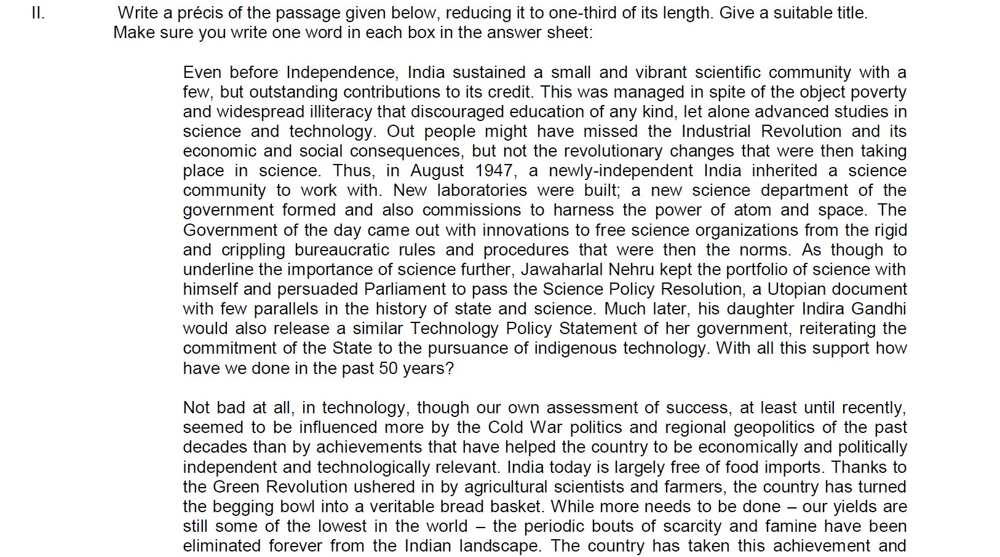 II. Write a précis of the passage given below, reducing it to one-third of its length. Give a suitable title.
Make sure you write one word in each box in the answer sheet:
Even before Independence, India sustained a small and vibrant scientific community with a
few, but outstanding contributions to its credit. This was managed in spite of the object poverty
and widespread illiteracy that discouraged education of any kind, let alone advanced studies in
science and technology. Out people might have missed the Industrial Revolution and its
economic and social consequences, but not the revolutionary changes that were then taking
place in science. Thus, in August 1947, a newly-independent India inherited a science
community to work with. New laboratories were built; a new science department of the
government formed and also commissions to harness the power of atom and space. The
Government of the day came out with innovations to free science organizations from the rigid
and crippling bureaucratic rules and procedures that were then the norms. As though to
underline the importance of science further, Jawaharlal Nehru kept the portfolio of science with
himself and persuaded Parliament to pass the Science Policy Resolution, a Utopian document
with few parallels in the history of state and science. Much later, his daughter Indira Gandhi
would also release a similar Technology Policy Statement of her government, reiterating the
commitment of the State to the pursuance of indigenous technology. With all this support how
have we done in the past 50 years?
Not bad at all, in technology, though our own assessment of success, at least until recently,
seemed to be influenced more by the Cold War politics and regional geopolitics of the past
decades than by achievements that have helped the country to be economically and politically
independent and technologically relevant. India today is largely free of food imports. Thanks to
the Green Revolution ushered in by agricultural scientists and farmers, the country has turned
the begging bowl into a veritable bread basket. While more needs to be done – our yields are
still some of the lowest in the world – the periodic bouts of scarcity and famine have been
eliminated forever from the Indian landscape. The country has taken this achievement and